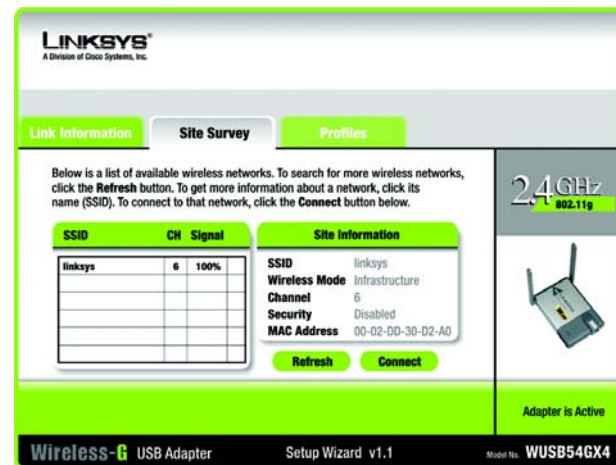 LINKSYS®
A Division of Cisco Systems, Inc.
Link Information Site Survey Profiles
Below is a list of available wireless networks. To search for more wireless networks,
click the Refresh button. To get more information about a network, click its
name (SSID). To connect to that network, click the Connect button below.
SSID CH Signal
linksys 6 100%
Site Information
SSID linksys
Wireless Mode Infrastructure
Channel 6
Security Disabled
MAC Address 00-02-DD-30-D2-A0
Refresh Connect
2.4GHz
802.11g
Adapter is Active
Wireless-G USB Adapter Setup Wizard v1.1 Model No. WUSB54GX4